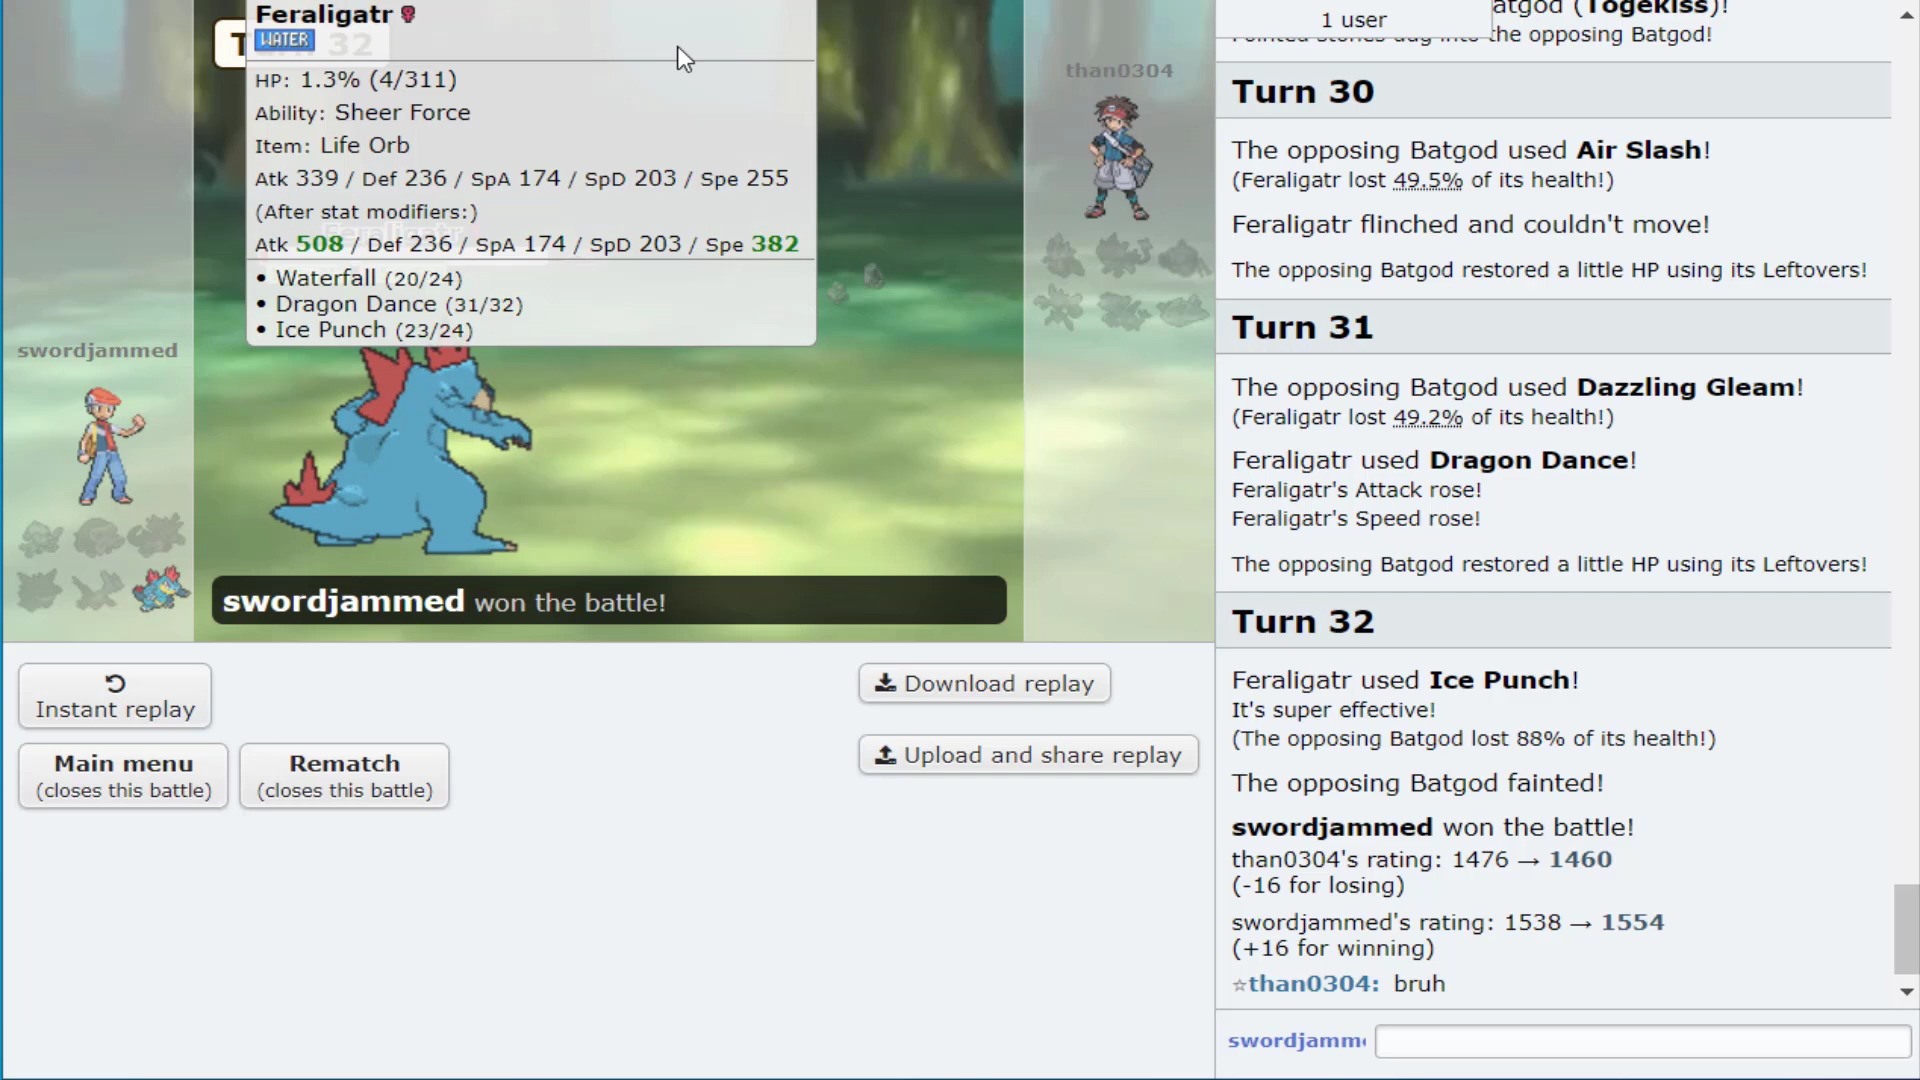 Feraligatr
WATER
T 32
HP: 1.3% (4/311)
Ability: Sheer Force
Item: Life Orb
Atk 339 / Def 236 / SpA 174 / SpD 203 / Spe 255
(After stat modifiers:)
Atk 508 / Def 236 / SpA 174 / SpD 203 / Spe 382
• Waterfall (20/24)
• Dragon Dance (31/32)
• Ice Punch (23/24)
than0304
swordjammed
swordjammed won the battle!
Instant replay
Download replay
Main menu
(closes this battle)
Rematch
(closes this battle)
Upload and share replay
1 user
atgod (Togekiss)!
Pointed stones dug into the opposing Batgod!
Turn 30
The opposing Batgod used Air Slash!
(Feraligatr lost 49.5% of its health!)
Feraligatr flinched and couldn't move!
The opposing Batgod restored a little HP using its Leftovers!
Turn 31
The opposing Batgod used Dazzling Gleam!
(Feraligatr lost 49.2% of its health!)
Feraligatr used Dragon Dance!
Feraligatr's Attack rose!
Feraligatr's Speed rose!
The opposing Batgod restored a little HP using its Leftovers!
Turn 32
Feraligatr used Ice Punch!
It's super effective!
(The opposing Batgod lost 88% of its health!)
The opposing Batgod fainted!
swordjammed won the battle!
than0304's rating: 1476 → 1460
(-16 for losing)
swordjammed's rating: 1538 → 1554
(+16 for winning)
☆than0304: bruh
swordjamm